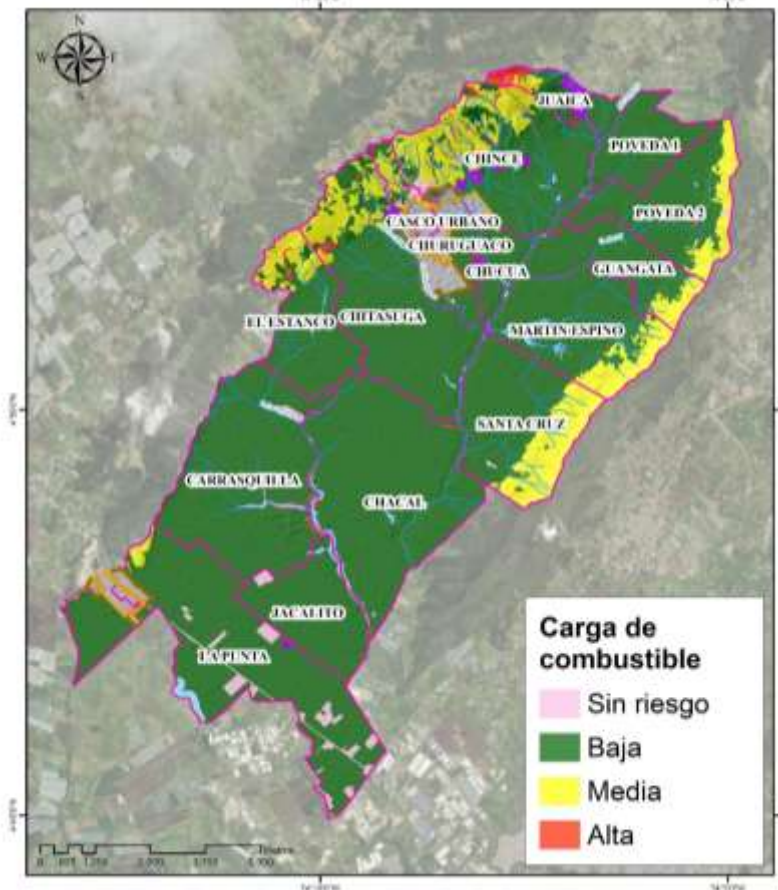 N
W
E
S
JUAICA
POVEDA 1
CHINCE
POVEDA 2
CASCO URBANO
CHURUGUACO
GUANGATA
CHUCUA
EL ESTANCO
CHITASUGA
MARTIN ESPINO
SANTA CRUZ
CARRASQUILLA
CHACAL
JACALITO
LA PUNTA
Carga de
combustible
Sin riesgo
Baja
Media
Alta